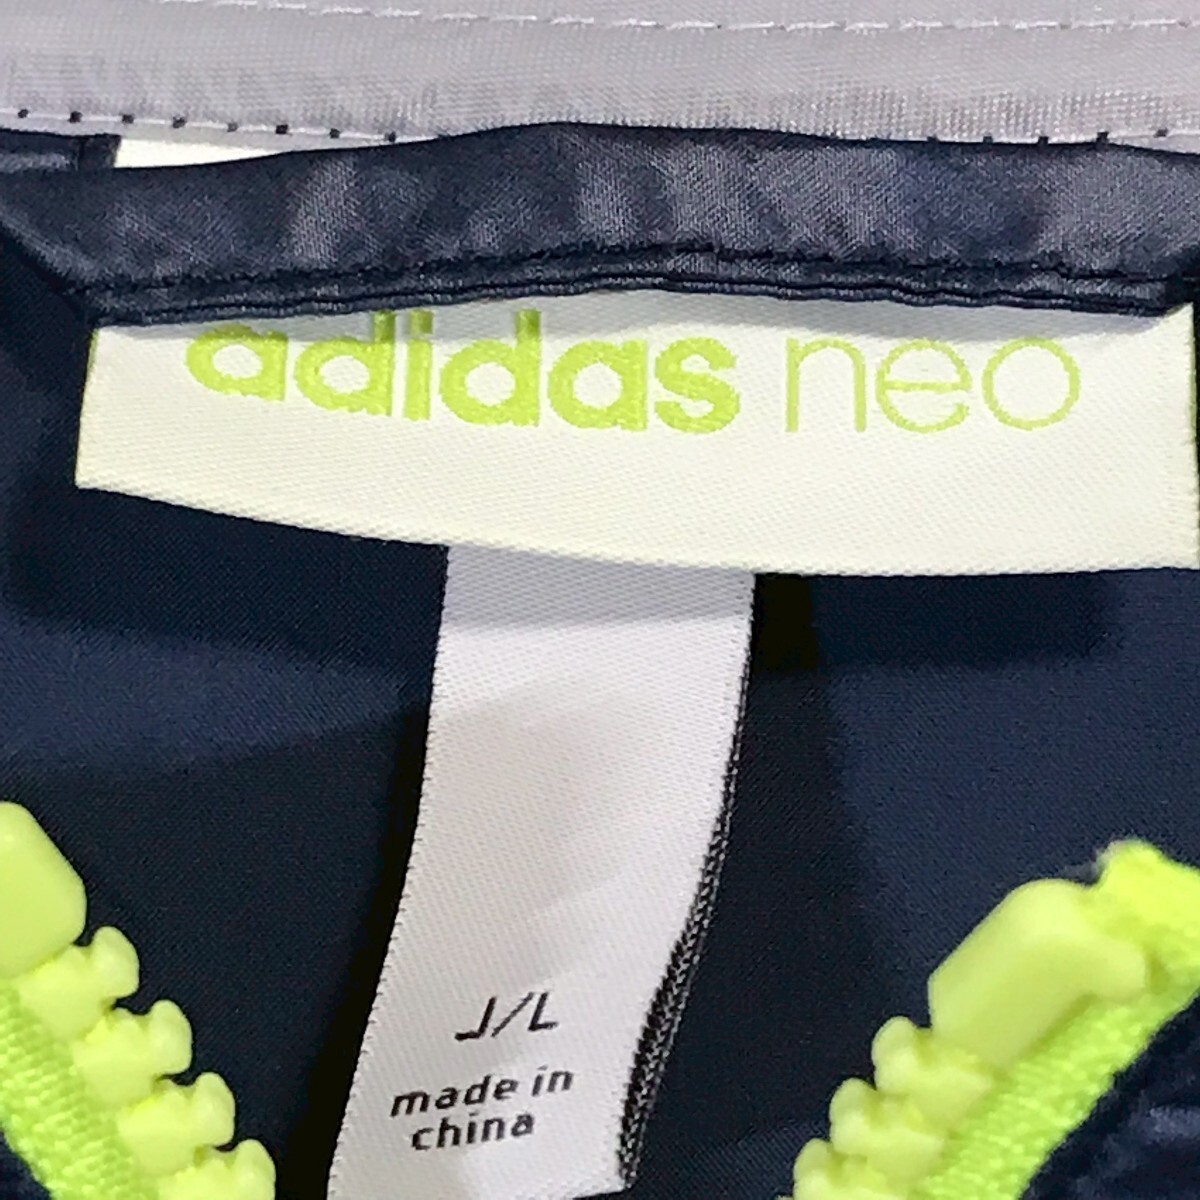 adidas neo
J/L
made in
china